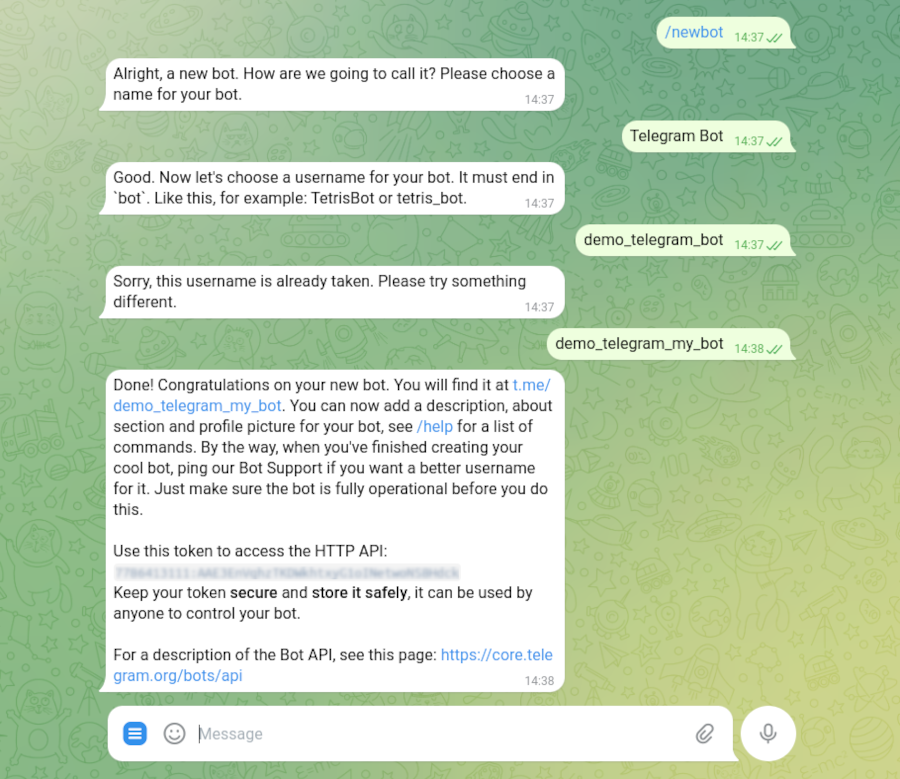 /newbot 14:37
Alright, a new bot. How are we going to call it? Please choose a
name for your bot. 14:37
Telegram Bot 14:37
Good. Now let's choose a username for your bot. It must end in
`bot`. Like this, for example: TetrisBot or tetris_bot. 14:37
demo_telegram_bot 14:37
Sorry, this username is already taken. Please try something
different. 14:37
demo_telegram_my_bot 14:38
Done! Congratulations on your new bot. You will find it at t.me/
demo_telegram_my_bot. You can now add a description, about
section and profile picture for your bot, see /help for a list of
commands. By the way, when you've finished creating your
cool bot, ping our Bot Support if you want a better username
for it. Just make sure the bot is fully operational before you do
this.
Use this token to access the HTTP API:
Keep your token secure and store it safely, it can be used by
anyone to control your bot.
For a description of the Bot API, see this page: https://core.tele
gram.org/bots/api 14:38
Message